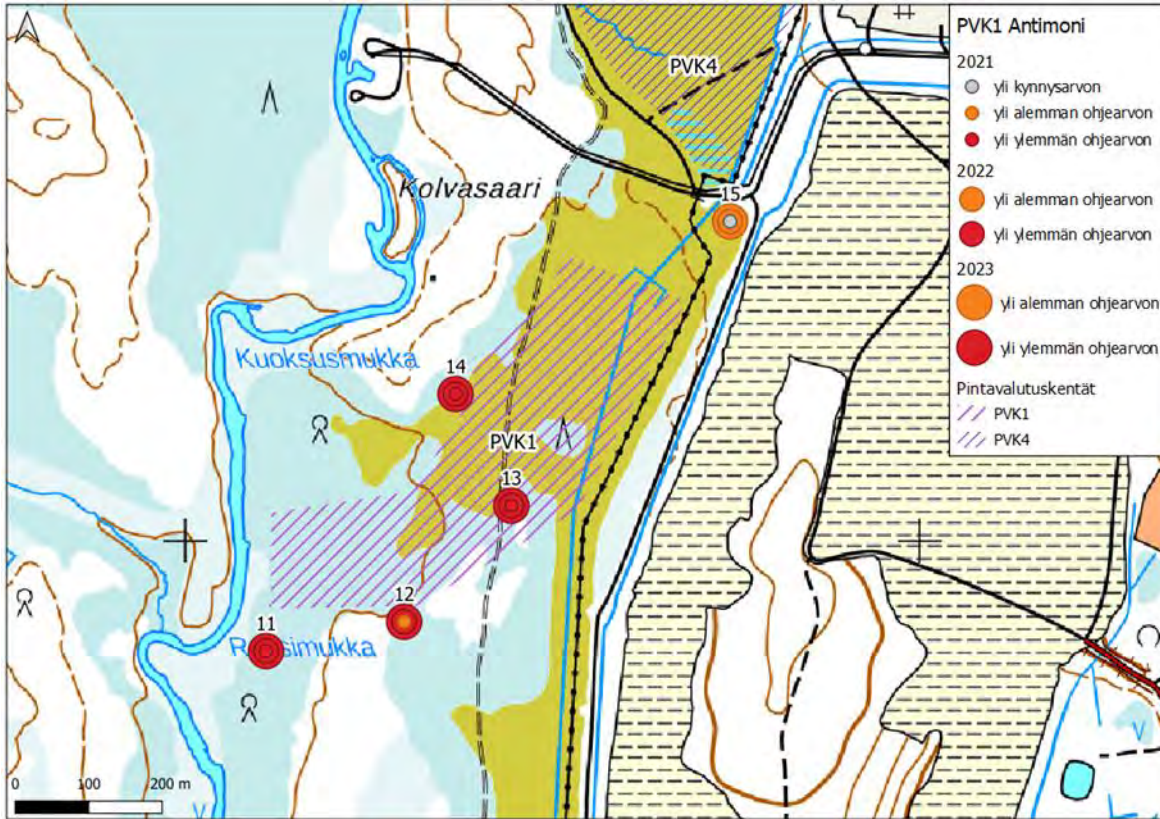 PVK1 Antimoni
2021
yli kynnysarvon
yli alemman ohjearvon
yli ylemmän ohjearvon
2022
yli alemman ohjearvon
yli ylemmän ohjearvon
2023
yli alemman ohjearvon
yli ylemmän ohjearvon
Pintavalutuskentät
PVK1
PVK4
PVK4
Kolvasaari
15
Kuoksusmukka
14
PVK1
13
12
11
0 100 200 m
V
V